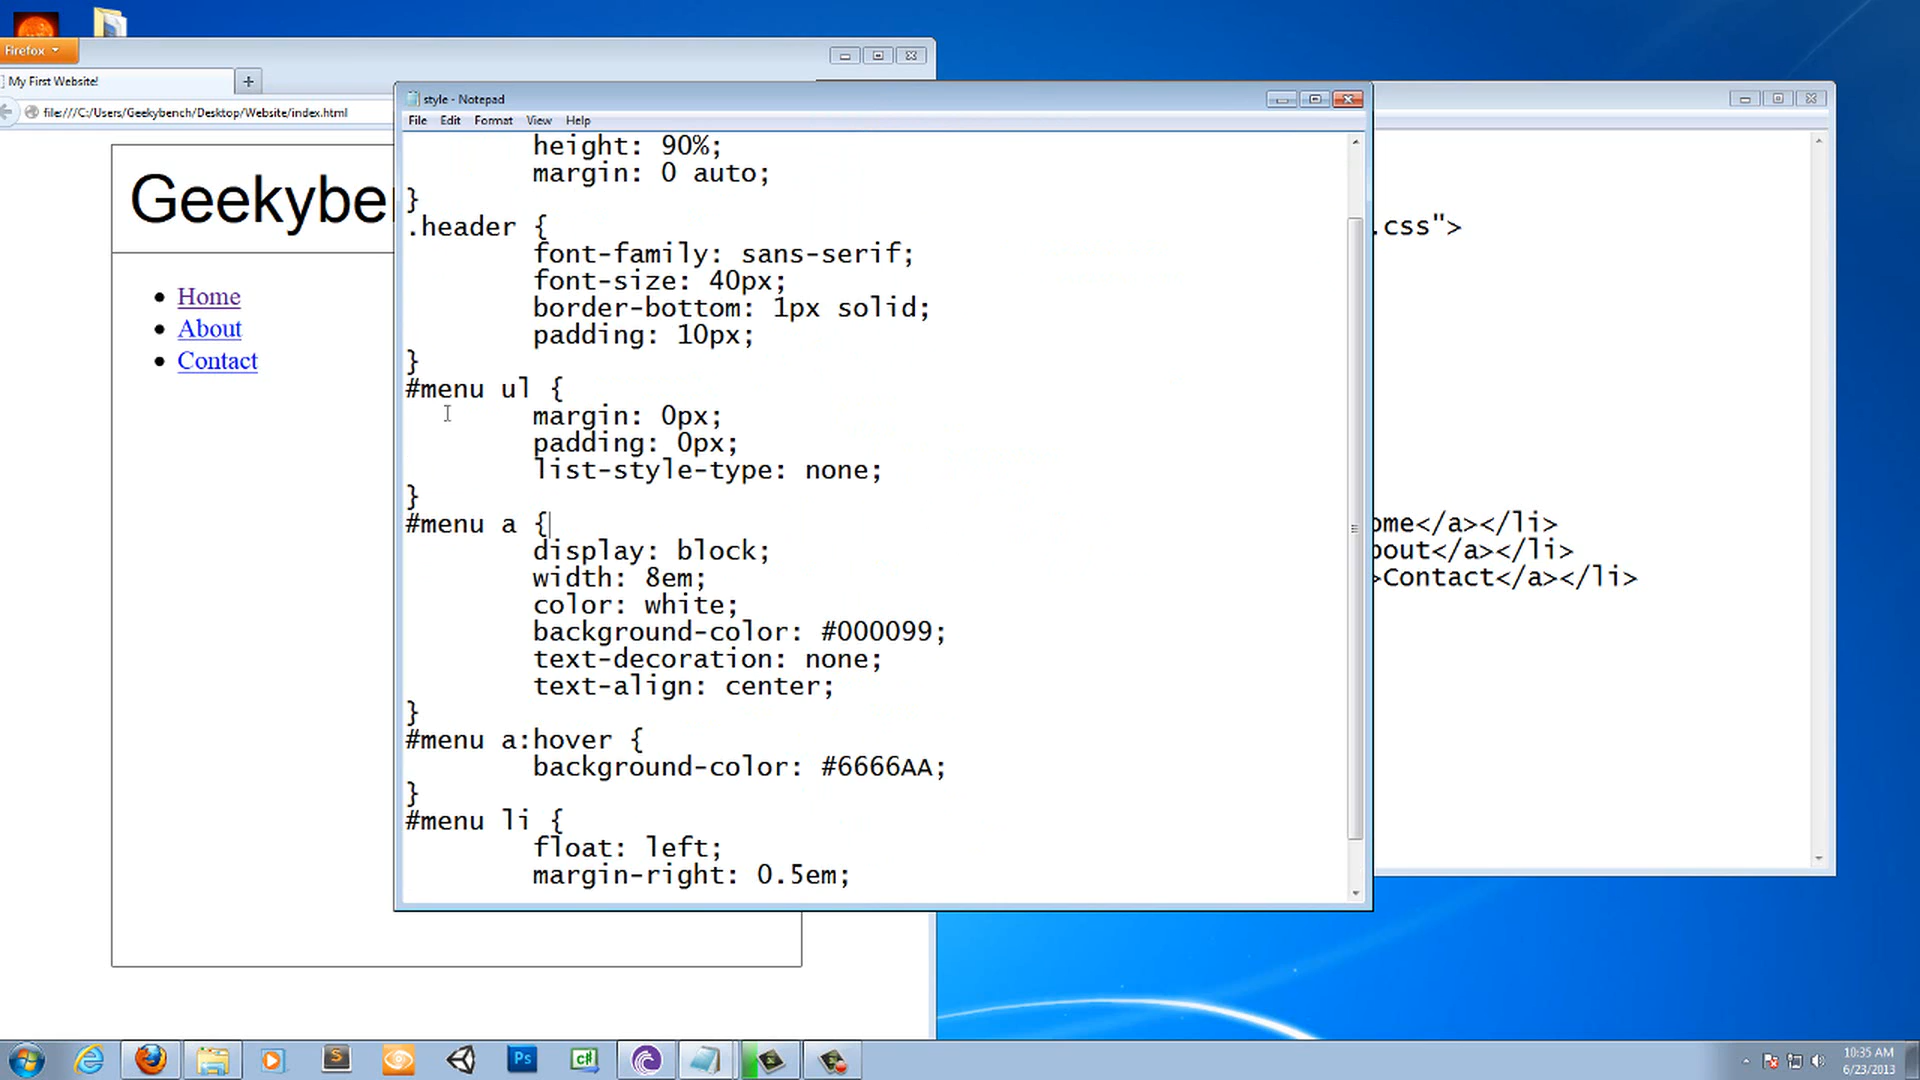 Firefox
My First Website!
file:///C:/Users/Geekybench/Desktop/Website/index.html
Geekybe
Home
About
Contact
style - Notepad
File Edit Format View Help
height: 90%;
margin: 0 auto;
}
.header {
font-family: sans-serif;
font-size: 40px;
border-bottom: 1px solid;
padding: 10px;
}
#menu ul {
margin: 0px;
padding: 0px;
list-style-type: none;
}
#menu a {
display: block;
width: 8em;
color: white;
background-color: #000099;
text-decoration: none;
text-align: center;
}
#menu a:hover {
background-color: #6666AA;
}
#menu li {
float: left;
margin-right: 0.5em;
.css">
ome</a></li>
bout</a></li>
>Contact</a></li>
S
Ps
c#
10:35 AM
6/23/2013